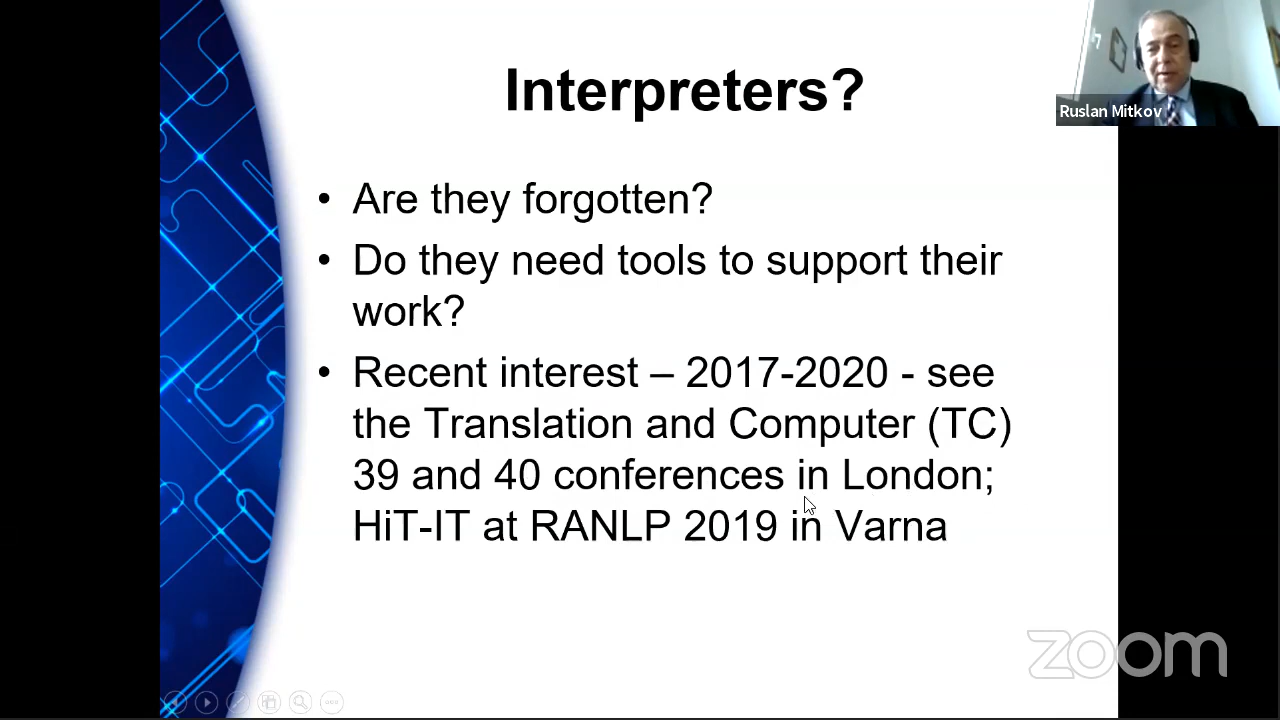 Interpreters?
Ruslan Mitkov
• Are they forgotten?
• Do they need tools to support their
work?
• Recent interest – 2017-2020 - see
the Translation and Computer (TC)
39 and 40 conferences in London;
HiT-IT at RANLP 2019 in Varna
zoom